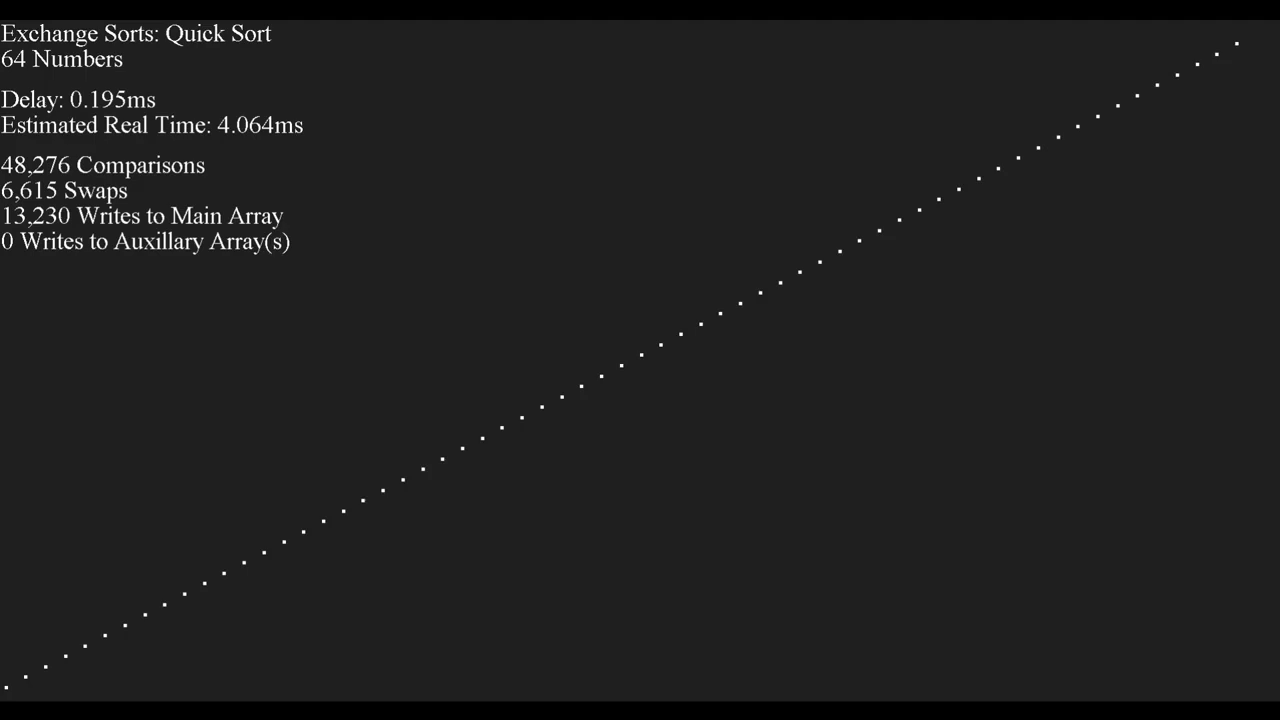 Exchange Sorts: Quick Sort
64 Numbers
Delay: 0.195ms
Estimated Real Time: 4.064ms
48,276 Comparisons
6,615 Swaps
13,230 Writes to Main Array
0 Writes to Auxillary Array(s)